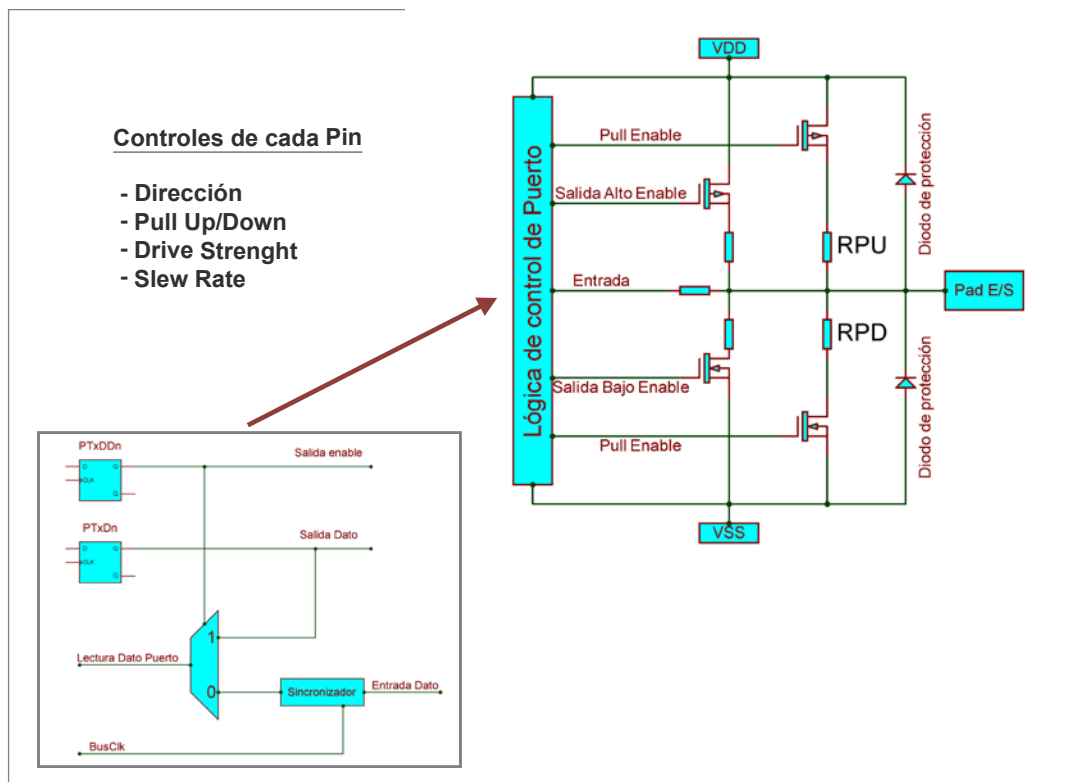 Controles de cada Pin
- Dirección
- Pull Up/Down
- Drive Strenght
- Slew Rate
VDD
Pull Enable
Salida Alto Enable
Entrada
Salida Bajo Enable
Pull Enable
Lógica de control de Puerto
RPU
RPD
Diodo de protección
Diodo de protección
Pad E/S
VSS
PTxDDn
D
Q
CLK
Q
Salida enable
PTxDn
D
Q
CLK
Q
Salida Dato
1
Lectura Dato Puerto
0
Sincronizador
Entrada Dato
BusClk